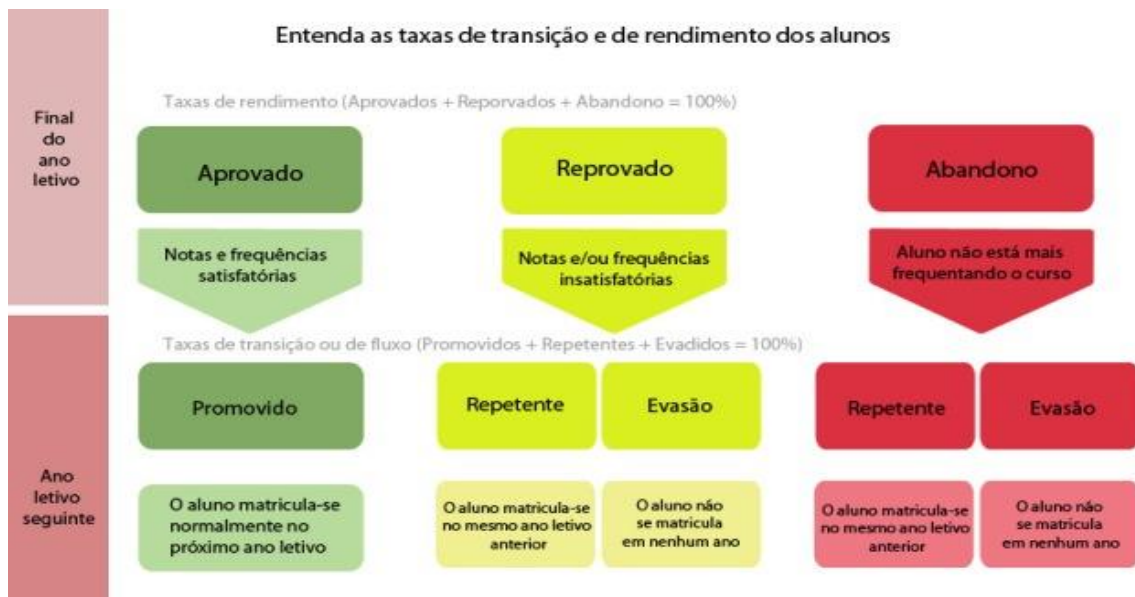 Entenda as taxas de transição e de rendimento dos alunos
Final
do
ano
letivo
Taxas de rendimento (Aprovados + Reporvados + Abandono = 100%)
Aprovado
Reprovado
Abandono
Notas e frequências
satisfatórias
Notas e/ou frequências
insatisfatórias
Aluno não está mais
frequentando o curso
Ano
letivo
seguinte
Taxas de transição ou de fluxo (Promovidos + Repetentes + Evadidos = 100%)
Promovido
Repetente
Evasão
Repetente
Evasão
O aluno matricula-se
normalmente no
próximo ano letivo
O aluno matricula-se
no mesmo ano letivo
anterior
O aluno não
se matricula
em nenhum ano
O aluno matricula-se
no mesmo ano letivo
anterior
O aluno não
se matricula
em nenhum ano